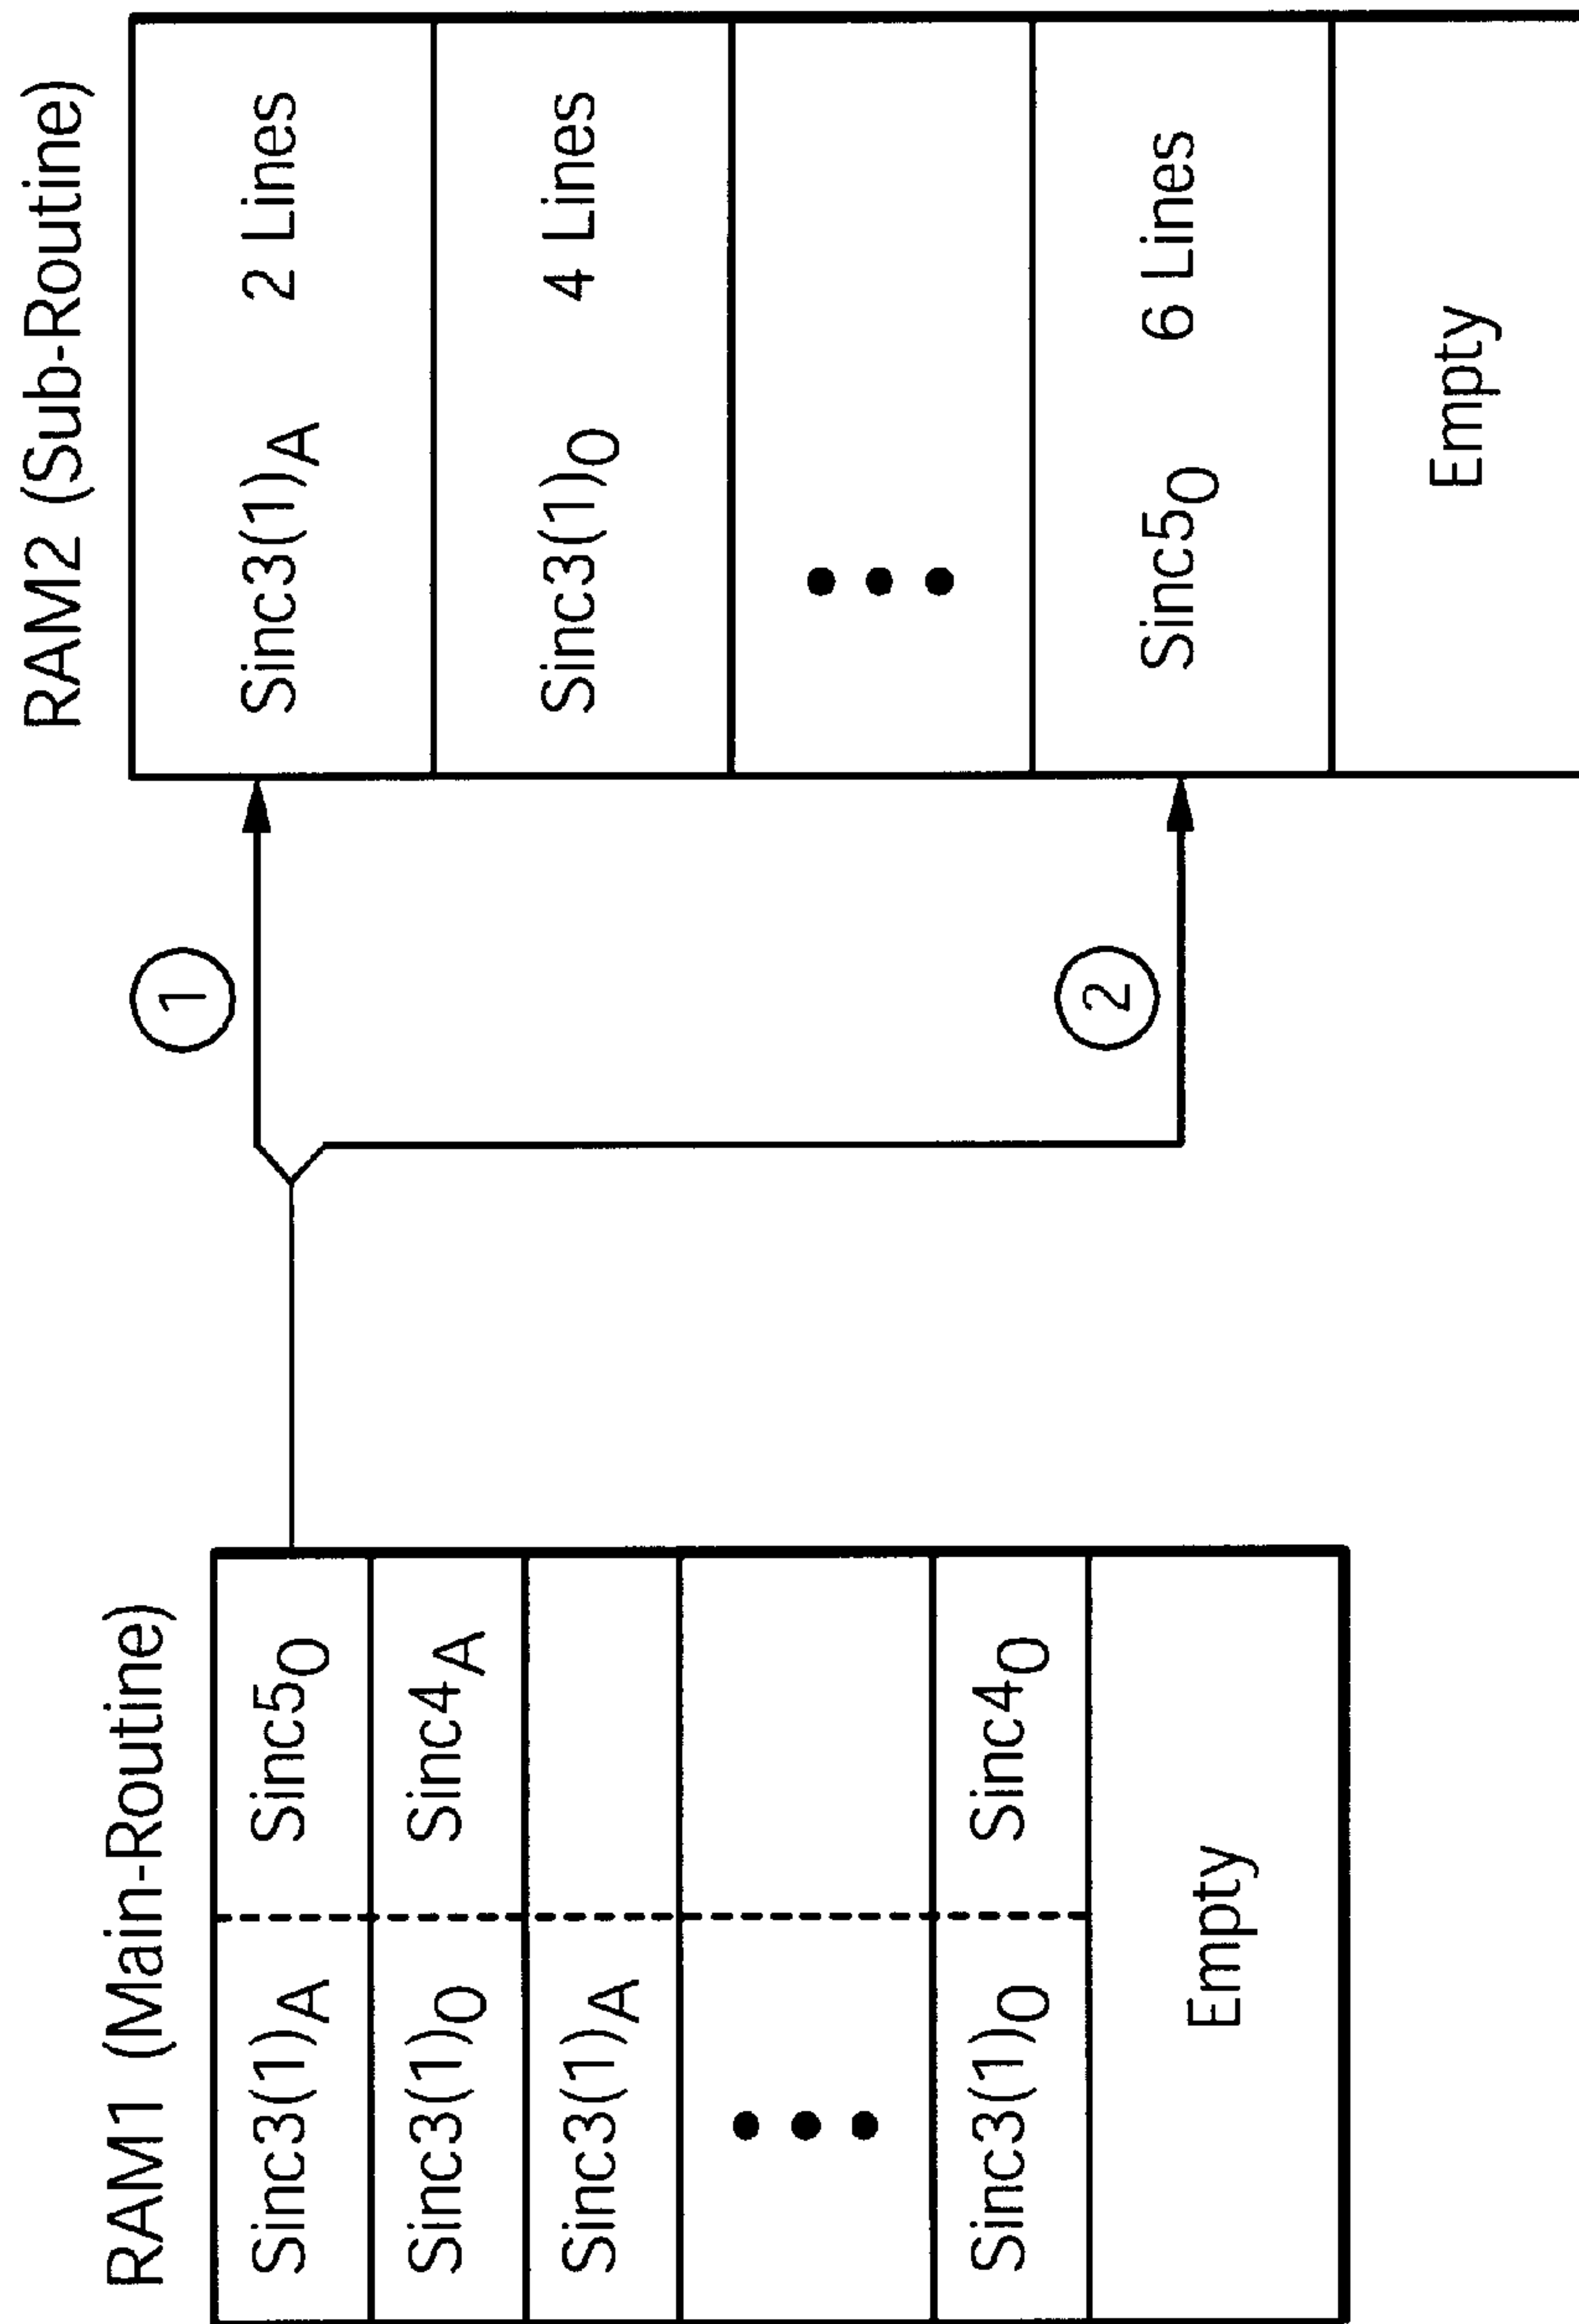 RAM1 (Main-Routine)
Sinc3(1)A Sinc5O
Sinc3(1)O Sinc4A
Sinc3(1)A
Sinc3(1)O Sinc4O
Empty
1
2
RAM2 (Sub-Routine)
Sinc3(1)A 2 Lines
Sinc3(1)O 4 Lines
Sinc5O 6 Lines
Empty